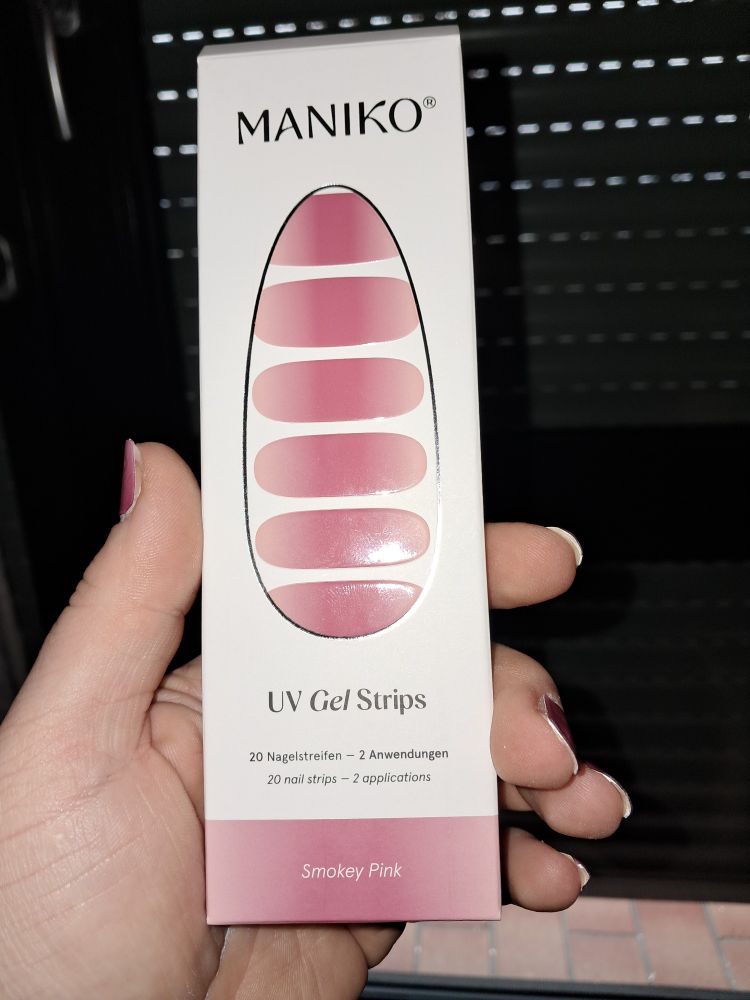 MANIKO®
UV Gel Strips
20 Nagelstreifen – 2 Anwendungen
20 nail strips – 2 applications
Smokey Pink